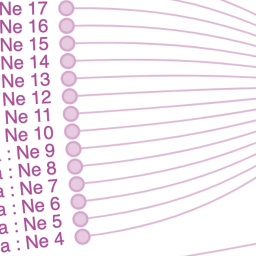 Ne 17
Ne 16
Ne 15
Ne 14
Ne 13
Ne 12
Ne 11
Ne 10
: Ne 9
: Ne 8
a : Ne 7
a : Ne 6
a : Ne 5
a : Ne 4